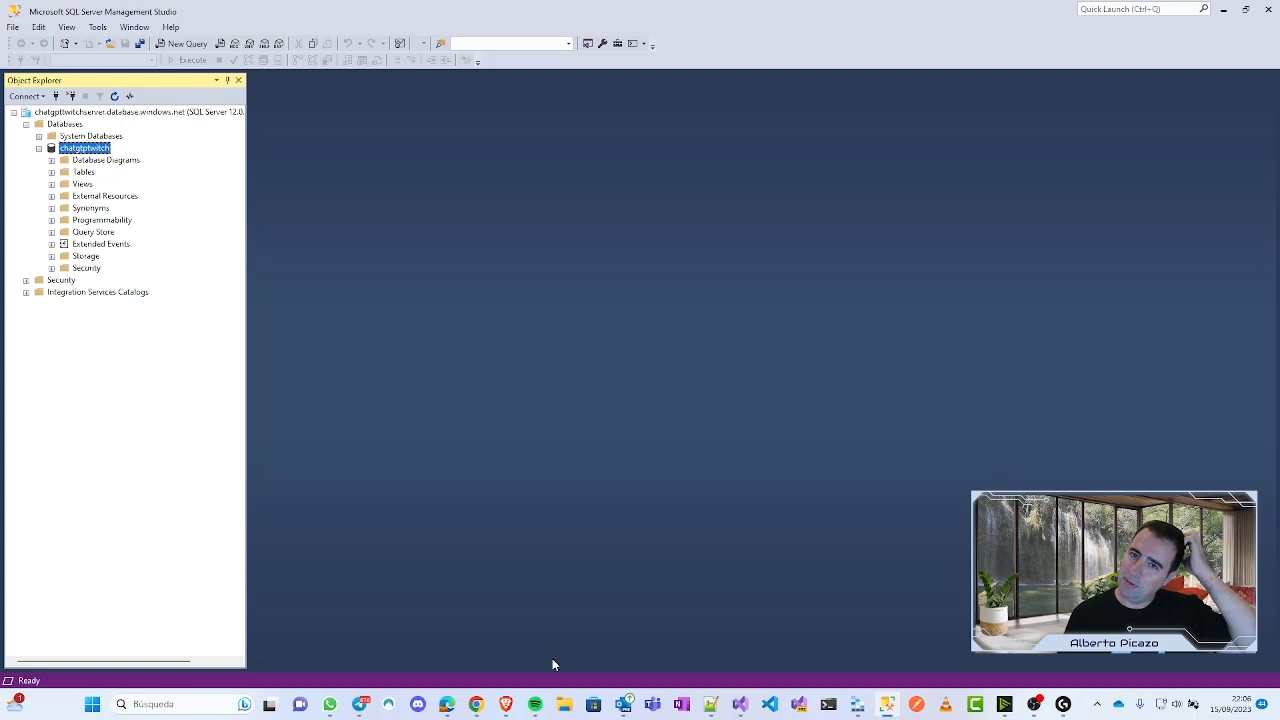 Microsoft SQL Server Management Studio
Quick Launch (Ctrl+Q)
File Edit View Tools Window Help
New Query
Execute
Object Explorer
Connect
chatgpttwitchserver.database.windows.net (SQL Server 12.0.
Databases
System Databases
chatgtptwitch
Database Diagrams
Tables
Views
External Resources
Synonyms
Programmability
Query Store
Extended Events
Storage
Security
Security
Integration Services Catalogs
Alberto Picazo
Ready
Búsqueda
22:06
15/09/2023